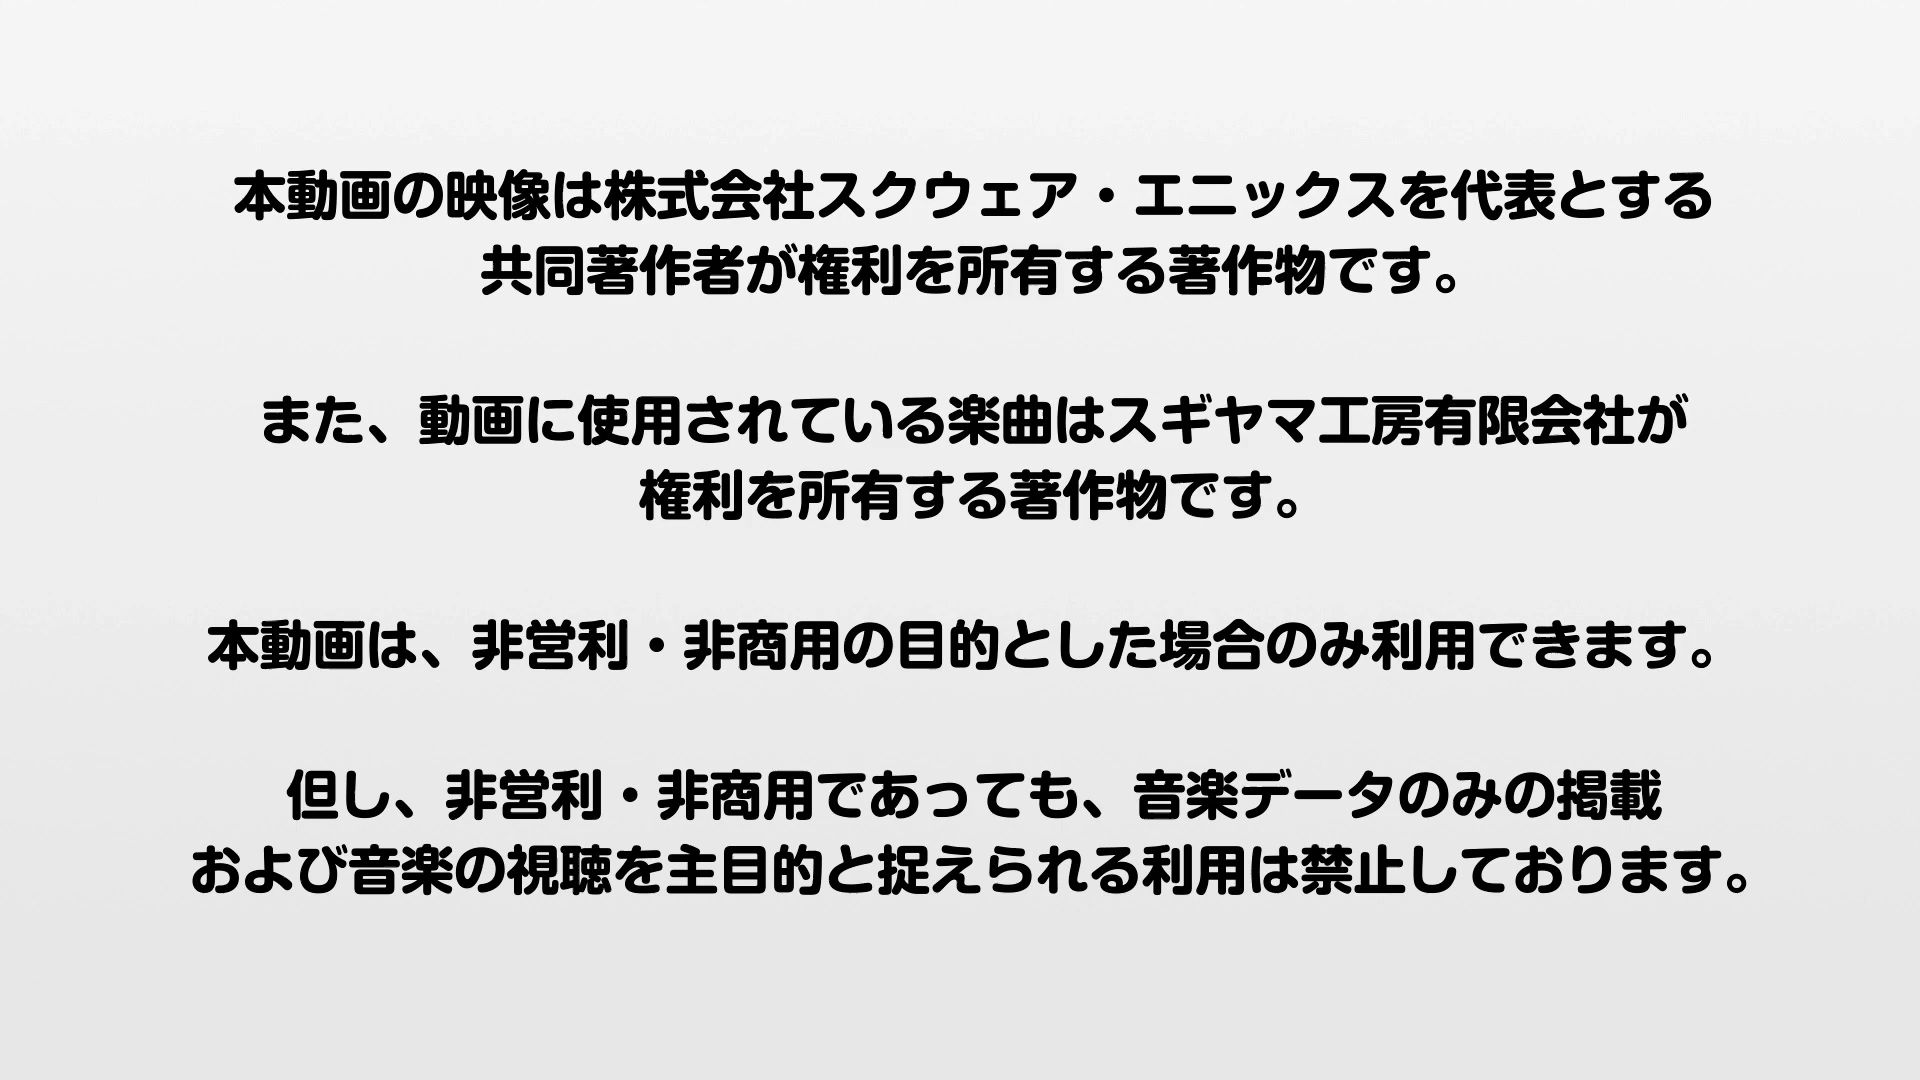 本動画の映像は株式会社スクウェア・エニックスを代表とする
共同著作者が権利を所有する著作物です。
また、動画に使用されている楽曲はスギヤマ工房有限会社が
権利を所有する著作物です。
本動画は、非営利・非商用の目的とした場合のみ利用できます。
但し、非営利・非商用であっても、音楽データのみの掲載
および音楽の視聴を主目的と捉えられる利用は禁止しております。